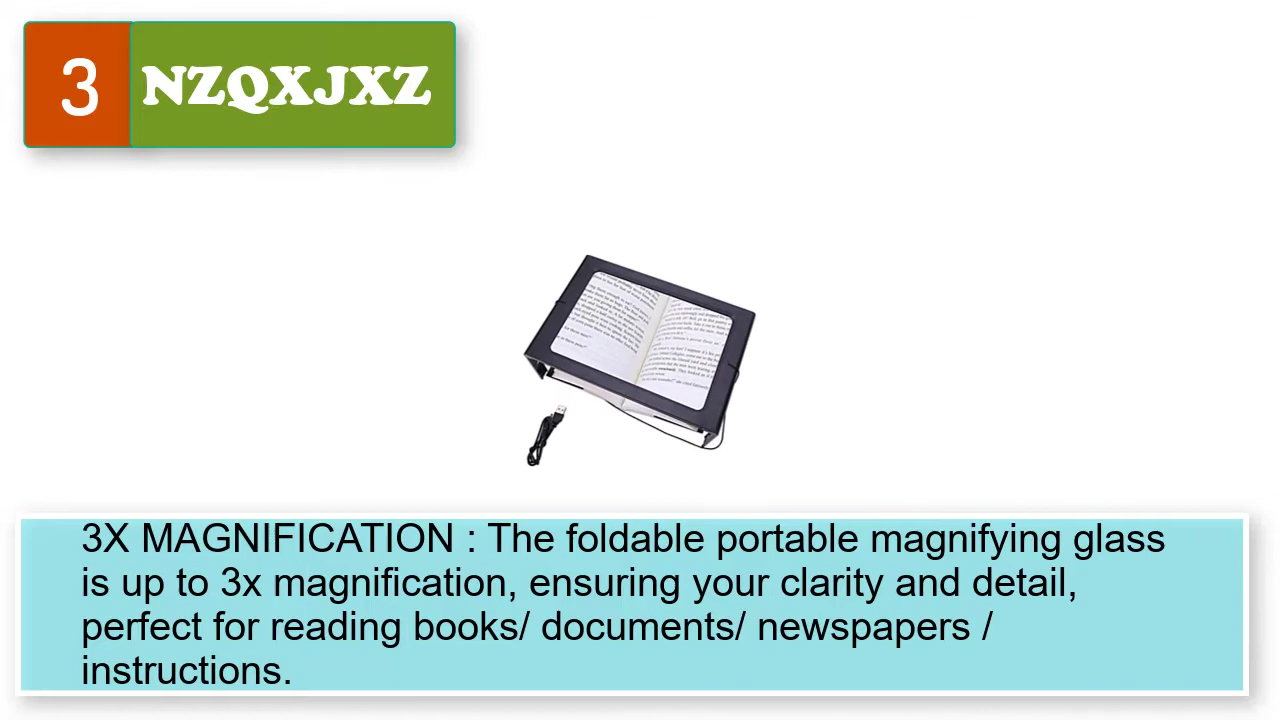 3
NZQXJXZ
3X MAGNIFICATION : The foldable portable magnifying glass
is up to 3x magnification, ensuring your clarity and detail,
perfect for reading books/ documents/ newspapers /
instructions.